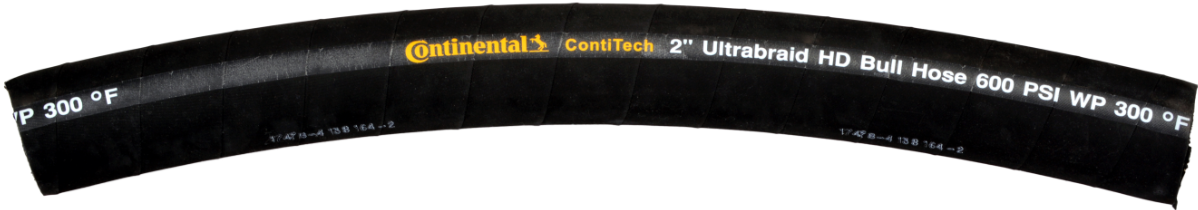 WP 300 °F
Continental ContiTech 2" Ultrabraid HD Bull Hose 600 PSI WP 300 °F